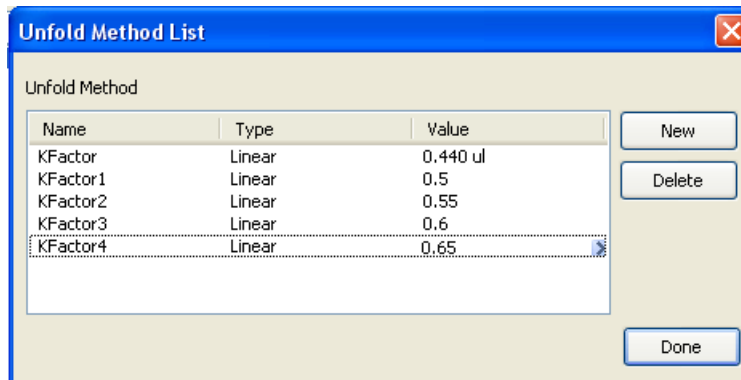 Unfold Method List
Unfold Method
Name Type Value
KFactor Linear 0.440 ul
KFactor1 Linear 0.5
KFactor2 Linear 0.55
KFactor3 Linear 0.6
KFactor4 Linear 0.65
New
Delete
Done